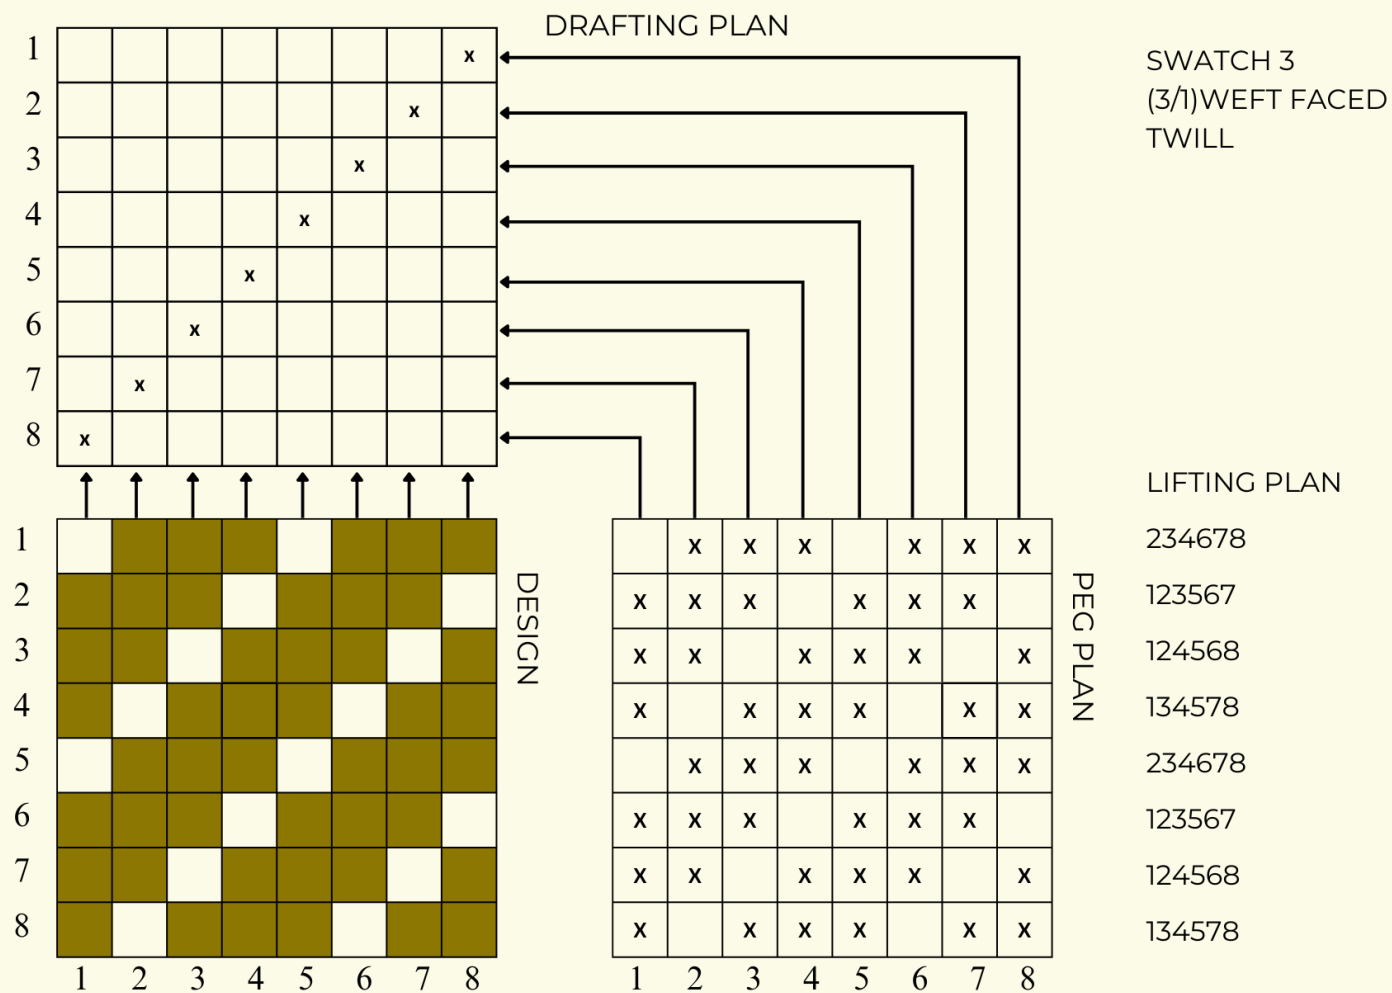 DRAFTING PLAN
SWATCH 3
(3/1)WEFT FACED
TWILL
1 x
2 x
3 x
4 x
5 x
6 x
7 x
8 x
LIFTING PLAN
1
2
3
4
5
6
7
8
1 2 3 4 5 6 7 8
DESIGN
x x x x x x
x x x x x x
x x x x x x
x x x x x x
x x x x x x
x x x x x x
x x x x x x
x x x x x x
1 2 3 4 5 6 7 8
PEG PLAN
234678
123567
124568
134578
234678
123567
124568
134578